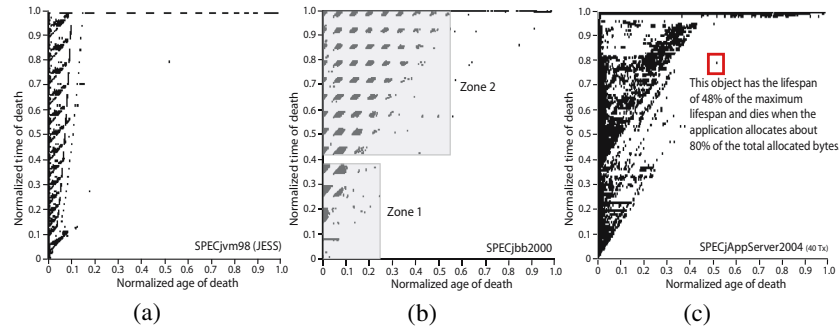 1.0
0.9
0.8
0.7
0.6
0.5
0.4
0.3
0.2
0.1
0
Normalized time of death
SPECjvm98 (JESS)
0 0.1 0.2 0.3 0.4 0.5 0.6 0.7 0.8 0.9 1.0
Normalized age of death
(a)
1.0
0.9
0.8
0.7
0.6
0.5
0.4
0.3
0.2
0.1
0
Normalized time of death
Zone 2
Zone 1
SPECjbb2000
0 0.1 0.2 0.3 0.4 0.5 0.6 0.7 0.8 0.9 1.0
Normalized age of death
(b)
1.0
0.9
0.8
0.7
0.6
0.5
0.4
0.3
0.2
0.1
0
Normalized time of death
This object has the lifespan
of 48% of the maximum
lifespan and dies when the
application allocates about
80% of the total allocated bytes
SPECjAppServer2004 (40 Tx)
0 0.1 0.2 0.3 0.4 0.5 0.6 0.7 0.8 0.9 1.0
Normalized age of death
(c)